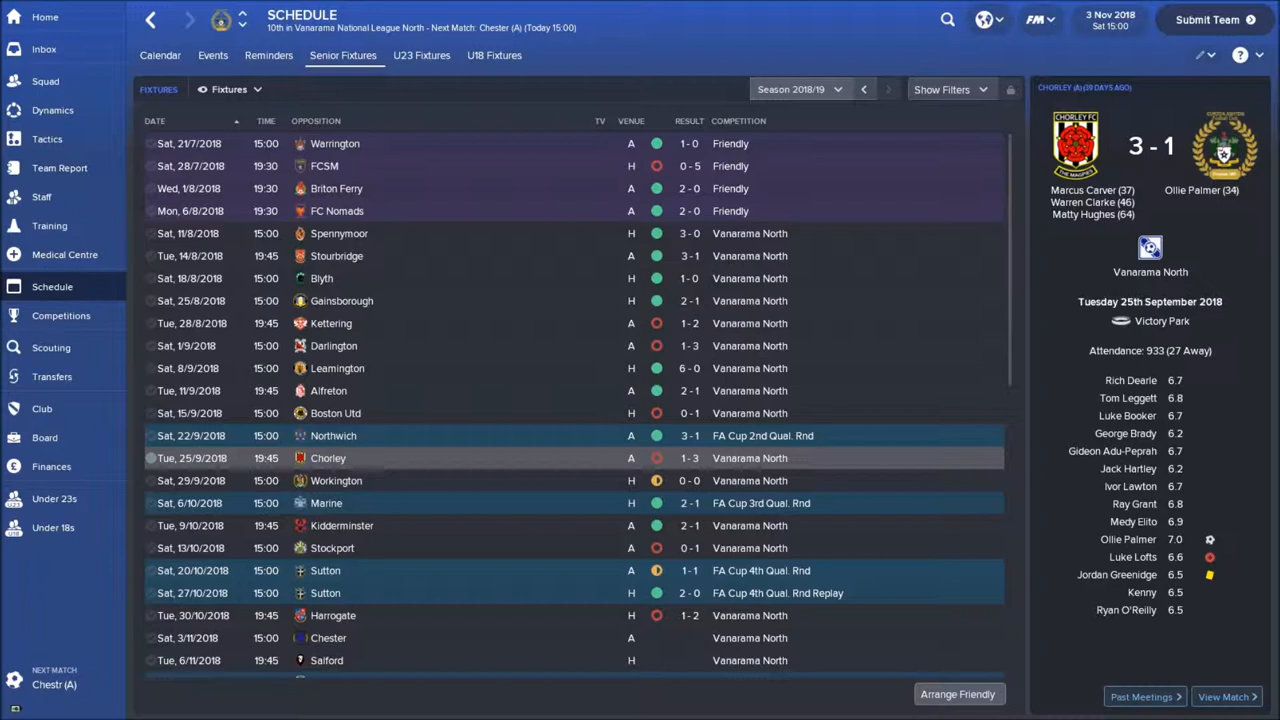 Home
Inbox
Squad
Dynamics
Tactics
Team Report
Staff
Training
Medical Centre
Schedule
Competitions
Scouting
Transfers
Club
Board
Finances
Under 23s
Under 18s
NEXT MATCH
Chestr (A)
SCHEDULE
10th in Vanarama National League North - Next Match: Chester (A) (Today 15:00)
FM
3 Nov 2018
Sat 15:00
Submit Team
Calendar Events Reminders Senior Fixtures U23 Fixtures U18 Fixtures
FIXTURES Fixtures Season 2018/19 Show Filters
DATE TIME OPPOSITION TV VENUE RESULT COMPETITION
Sat, 21/7/2018 15:00 Warrington A 1 - 0 Friendly
Sat, 28/7/2018 19:30 FCSM H 0 - 5 Friendly
Wed, 1/8/2018 19:30 Briton Ferry A 2 - 0 Friendly
Mon, 6/8/2018 19:30 FC Nomads A 2 - 0 Friendly
Sat, 11/8/2018 15:00 Spennymoor H 3 - 0 Vanarama North
Tue, 14/8/2018 19:45 Stourbridge A 3 - 1 Vanarama North
Sat, 18/8/2018 15:00 Blyth H 1 - 0 Vanarama North
Sat, 25/8/2018 15:00 Gainsborough H 2 - 1 Vanarama North
Tue, 28/8/2018 19:45 Kettering A 1 - 2 Vanarama North
Sat, 1/9/2018 15:00 Darlington A 1 - 3 Vanarama North
Sat, 8/9/2018 15:00 Leamington H 6 - 0 Vanarama North
Tue, 11/9/2018 19:45 Alfreton A 2 - 1 Vanarama North
Sat, 15/9/2018 15:00 Boston Utd H 0 - 1 Vanarama North
Sat, 22/9/2018 15:00 Northwich A 3 - 1 FA Cup 2nd Qual. Rnd
Tue, 25/9/2018 19:45 Chorley A 1 - 3 Vanarama North
Sat, 29/9/2018 15:00 Workington H 0 - 0 Vanarama North
Sat, 6/10/2018 15:00 Marine H 2 - 1 FA Cup 3rd Qual. Rnd
Tue, 9/10/2018 19:45 Kidderminster A 2 - 1 Vanarama North
Sat, 13/10/2018 15:00 Stockport A 0 - 1 Vanarama North
Sat, 20/10/2018 15:00 Sutton A 1 - 1 FA Cup 4th Qual. Rnd
Sat, 27/10/2018 15:00 Sutton H 2 - 0 FA Cup 4th Qual. Rnd Replay
Tue, 30/10/2018 19:45 Harrogate H 1 - 2 Vanarama North
Sat, 3/11/2018 15:00 Chester A Vanarama North
Tue, 6/11/2018 19:45 Salford H Vanarama North
Arrange Friendly
CHORLEY (A) (39 DAYS AGO)
CHORLEY FC
THE MAGPIES
3 - 1
Marcus Carver (37)
Warren Clarke (46)
Matty Hughes (64)
Ollie Palmer (34)
Vanarama North
Tuesday 25th September 2018
Victory Park
Attendance: 933 (27 Away)
Rich Dearle 6.7
Tom Leggett 6.8
Luke Booker 6.7
George Brady 6.2
Gideon Adu-Peprah 6.7
Jack Hartley 6.2
Ivor Lawton 6.7
Ray Grant 6.8
Medy Elito 6.9
Ollie Palmer 7.0
Luke Lofts 6.6
Jordan Greenidge 6.5
Kenny 6.5
Ryan O'Reilly 6.5
Past Meetings View Match